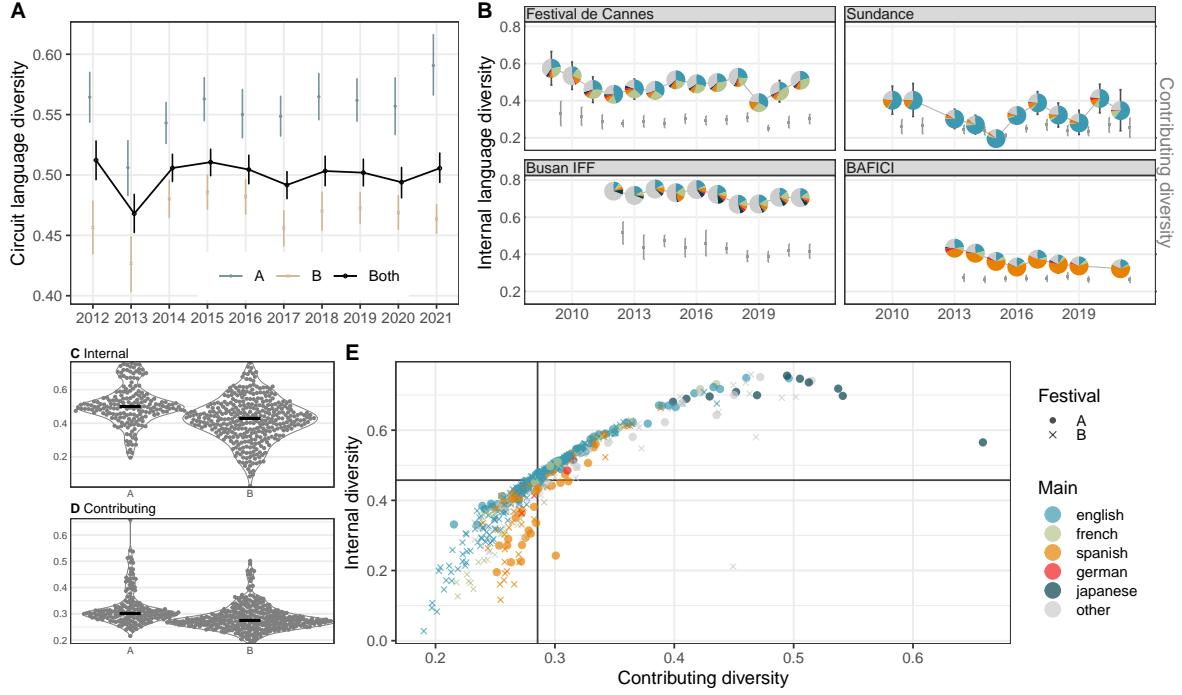 A
Circuit language diversity
0.60
0.55
0.50
0.45
0.40
A B Both
2012 2013 2014 2015 2016 2017 2018 2019 2020 2021
B
Internal language diversity
Contributing diversity
Festival de Cannes
Sundance
0.8
0.6
0.4
0.2
Busan IFF
BAFICI
0.8
0.6
0.4
0.2
2010 2013 2016 2019
2010 2013 2016 2019
C Internal
0.6
0.4
0.2
A B
D Contributing
0.6
0.5
0.4
0.3
0.2
A B
E
Internal diversity
0.6
0.4
0.2
0.0
0.2 0.3 0.4 0.5 0.6
Contributing diversity
Festival
A
B
Main
english
french
spanish
german
japanese
other